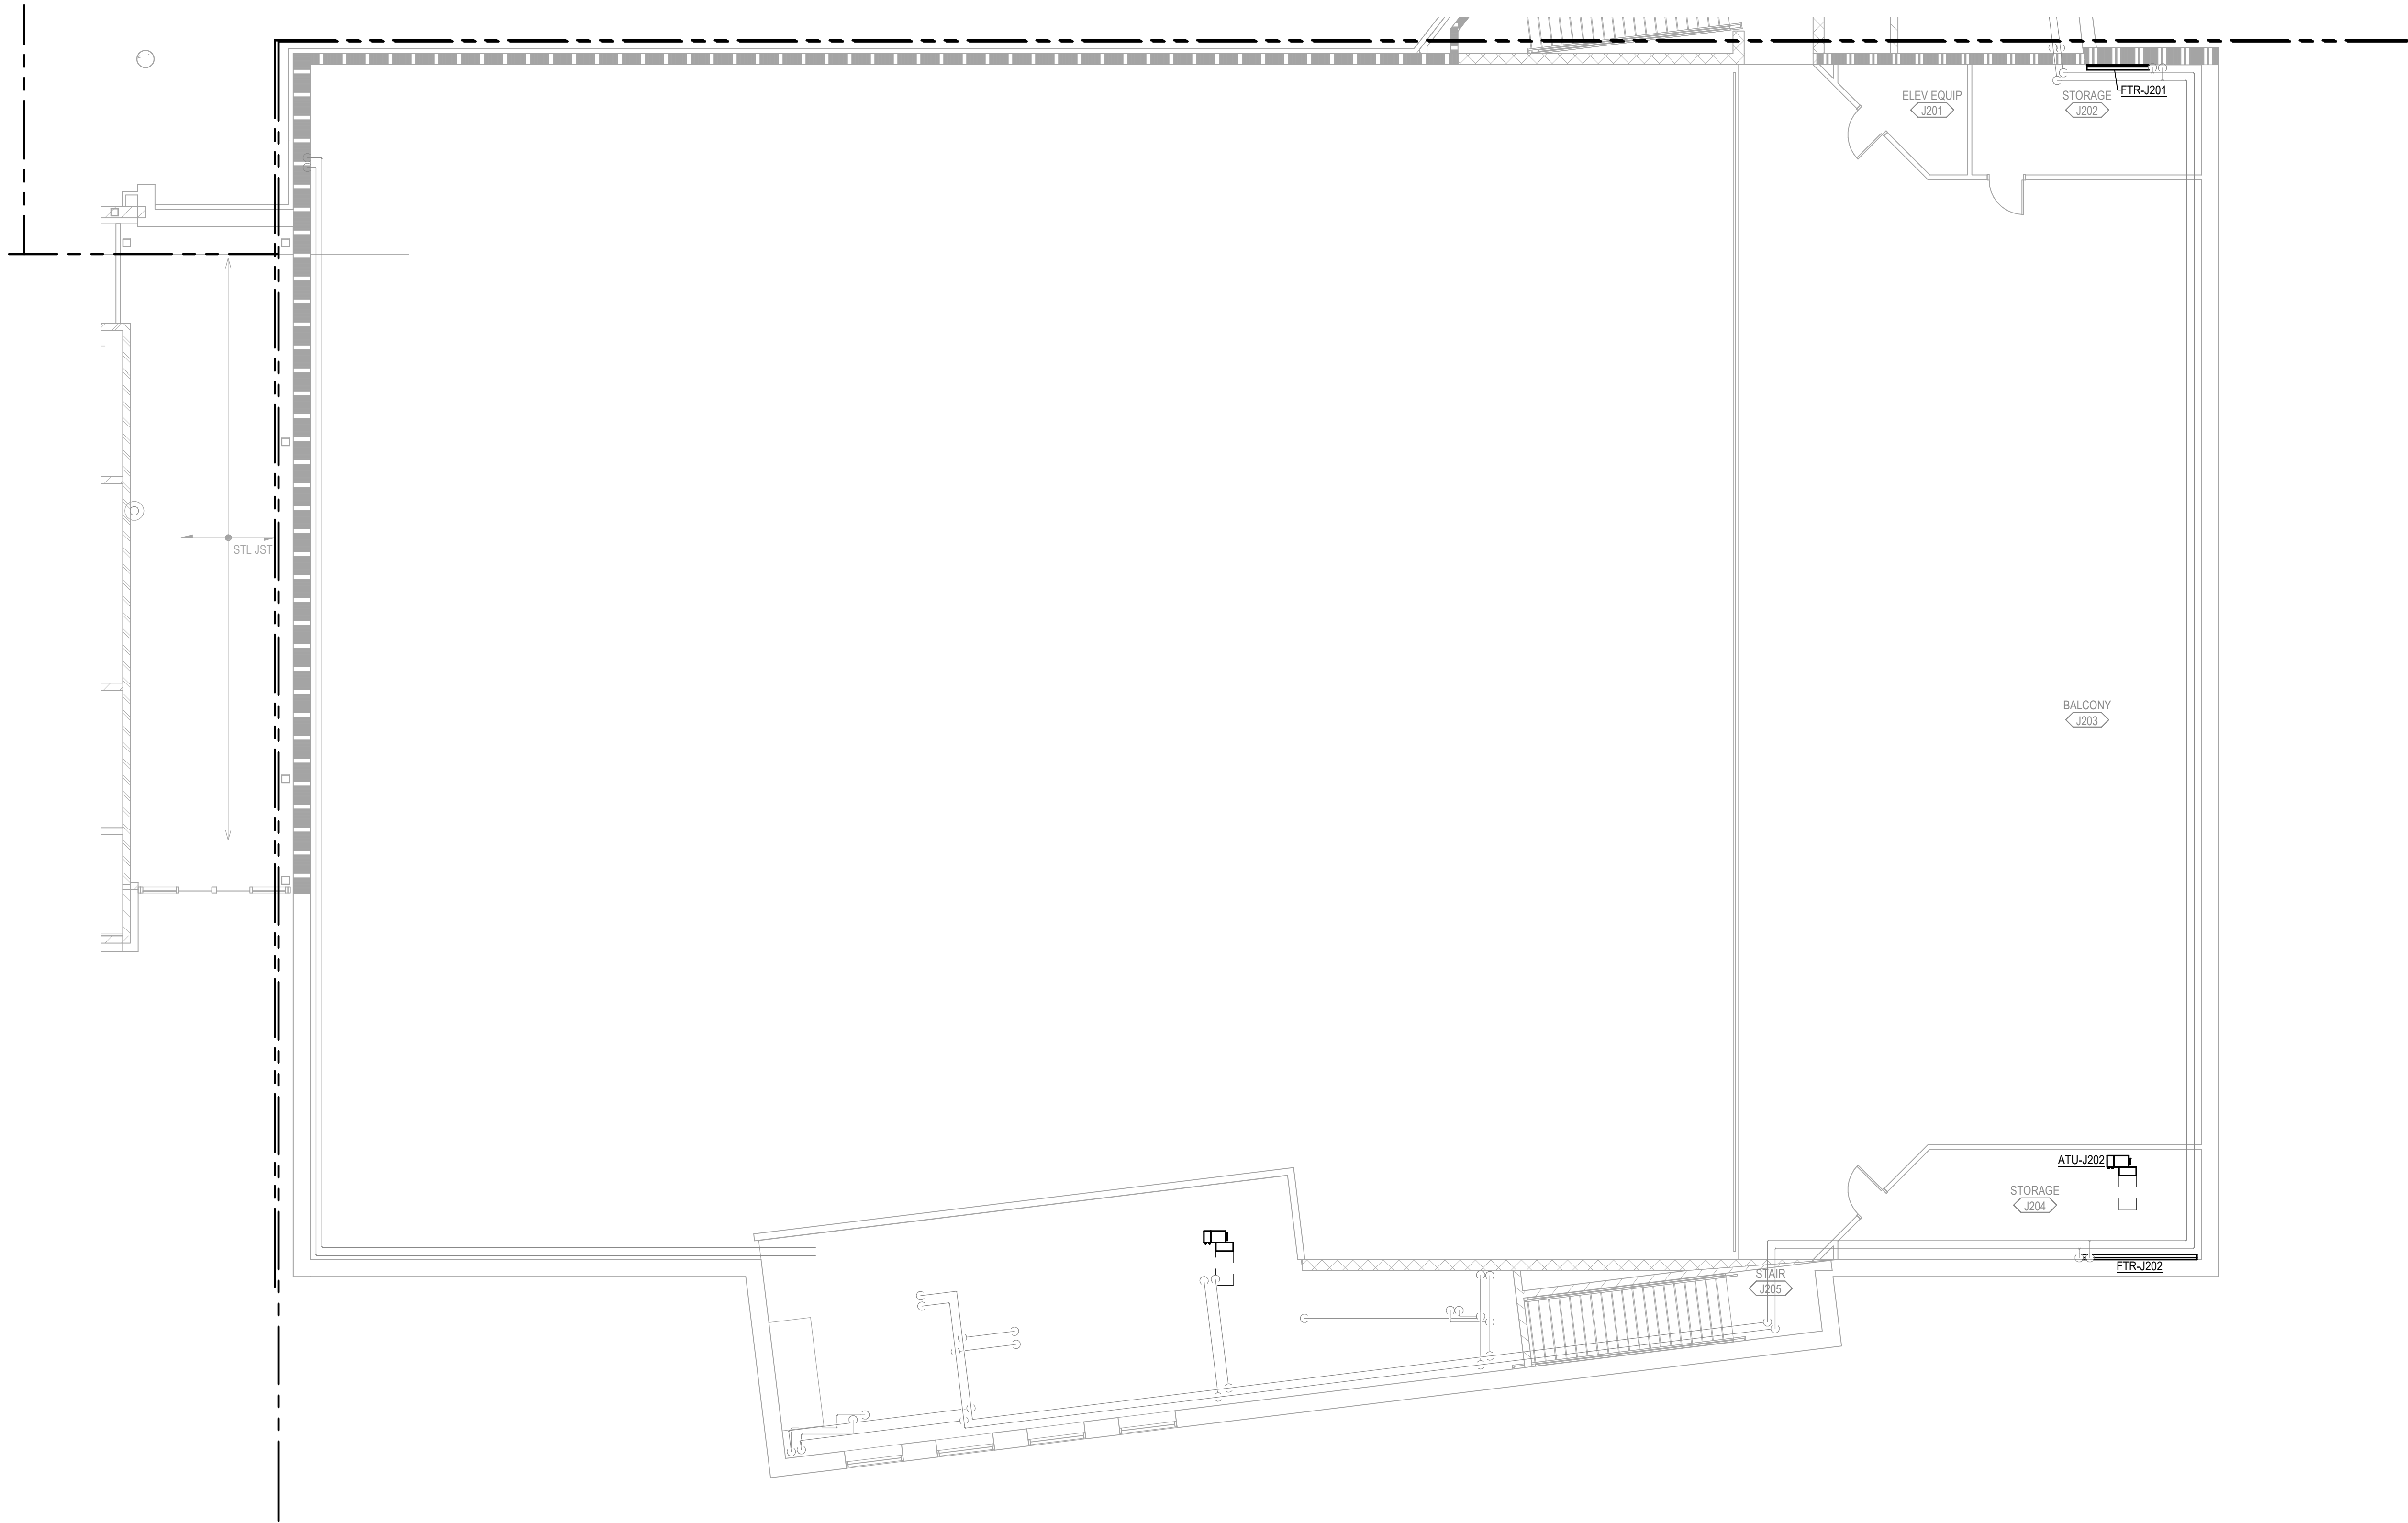 ELEV EQUIP
J201
STORAGE
J202
FTR-J201
STL JST
BALCONY
J203
ATU-J202
STORAGE
J204
FTR-J202
STAIR
J205